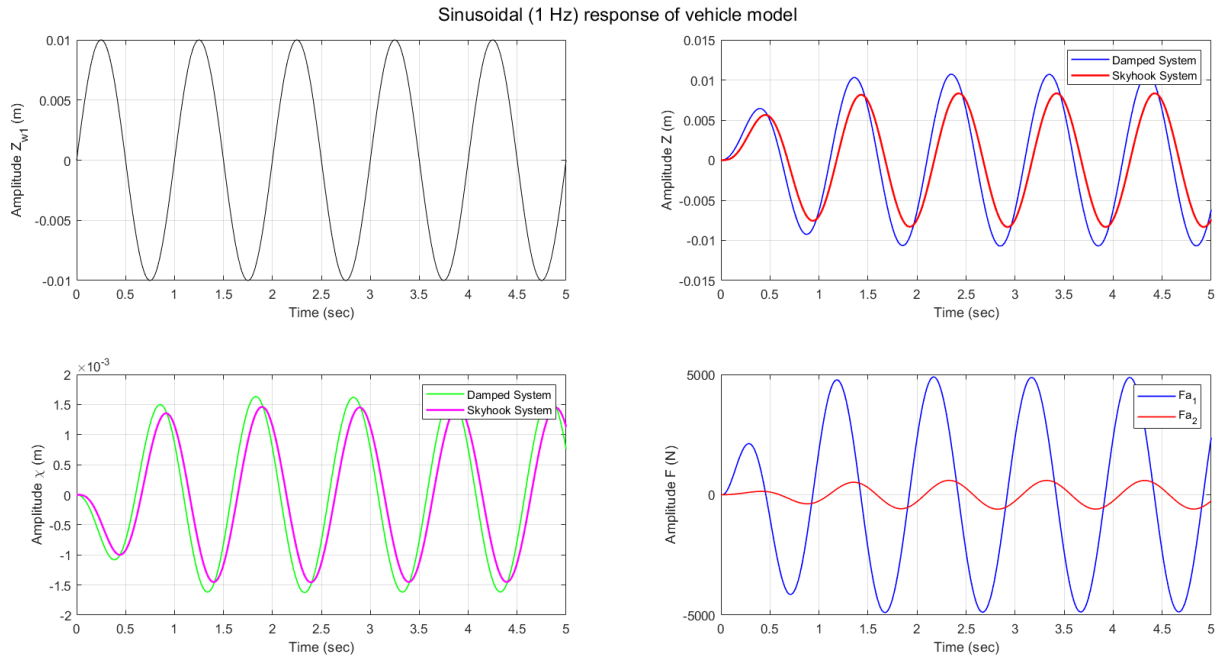 Sinusoidal (1 Hz) response of vehicle model
Amplitude Z_w1 (m)
0.01
0.005
0
-0.005
-0.01
0 0.5 1 1.5 2 2.5 3 3.5 4 4.5 5
Time (sec)
Amplitude Z (m)
0.015
0.01
0.005
0
-0.005
-0.01
-0.015
Damped System
Skyhook System
0 0.5 1 1.5 2 2.5 3 3.5 4 4.5 5
Time (sec)
Amplitude χ (m)
×10^-3
2
1.5
1
0.5
0
-0.5
-1
-1.5
-2
Damped System
Skyhook System
0 0.5 1 1.5 2 2.5 3 3.5 4 4.5 5
Time (sec)
Amplitude F (N)
5000
0
-5000
Fa_1
Fa_2
0 0.5 1 1.5 2 2.5 3 3.5 4 4.5 5
Time (sec)